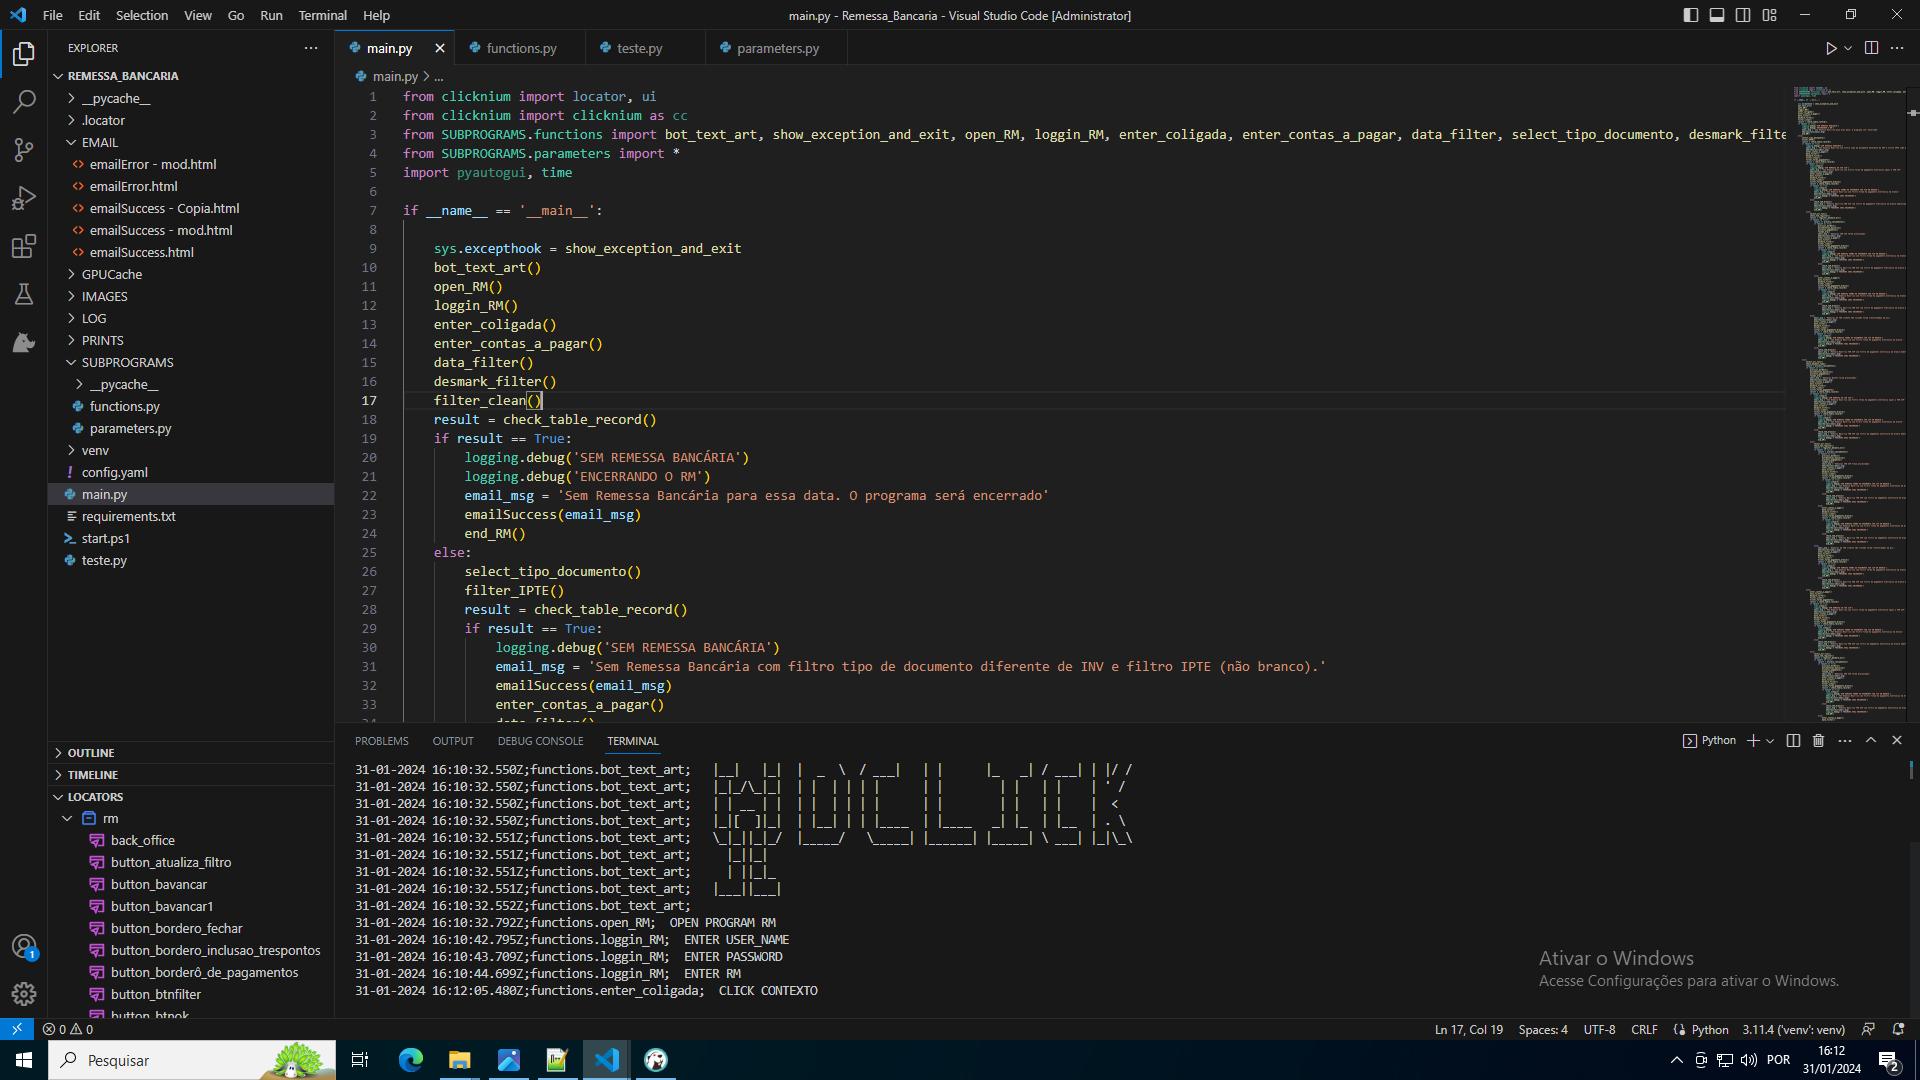 File Edit Selection View Go Run Terminal Help
main.py - Remessa_Bancaria - Visual Studio Code [Administrator]
EXPLORER
REMESSA_BANCARIA
__pycache__
.locator
EMAIL
emailError - mod.html
emailError.html
emailSuccess - Copia.html
emailSuccess - mod.html
emailSuccess.html
GPUCache
IMAGES
LOG
PRINTS
SUBPROGRAMS
__pycache__
functions.py
parameters.py
venv
config.yaml
main.py
requirements.txt
start.ps1
teste.py
OUTLINE
TIMELINE
LOCATORS
rm
back_office
button_atualiza_filtro
button_bavancar
button_bavancar1
button_bordero_fechar
button_bordero_inclusao_trespontos
button_borderô_de_pagamentos
button_btnfilter
button_btnok
main.py functions.py teste.py parameters.py
main.py > ...
1 from clicknium import locator, ui
2 from clicknium import clicknium as cc
3 from SUBPROGRAMS.functions import bot_text_art, show_exception_and_exit, open_RM, loggin_RM, enter_coligada, enter_contas_a_pagar, data_filter, select_tipo_documento, desmark_filte
4 from SUBPROGRAMS.parameters import *
5 import pyautogui, time
6
7 if __name__ == '__main__':
8
9 sys.excepthook = show_exception_and_exit
10 bot_text_art()
11 open_RM()
12 loggin_RM()
13 enter_coligada()
14 enter_contas_a_pagar()
15 data_filter()
16 desmark_filter()
17 filter_clean()
18 result = check_table_record()
19 if result == True:
20 logging.debug('SEM REMESSA BANCÁRIA')
21 logging.debug('ENCERRANDO O RM')
22 email_msg = 'Sem Remessa Bancária para essa data. O programa será encerrado'
23 emailSuccess(email_msg)
24 end_RM()
25 else:
26 select_tipo_documento()
27 filter_IPTE()
28 result = check_table_record()
29 if result == True:
30 logging.debug('SEM REMESSA BANCÁRIA')
31 email_msg = 'Sem Remessa Bancária com filtro tipo de documento diferente de INV e filtro IPTE (não branco).'
32 emailSuccess(email_msg)
33 enter_contas_a_pagar()
34 data_filter()
PROBLEMS OUTPUT DEBUG CONSOLE TERMINAL
Python
31-01-2024 16:10:32.550Z;functions.bot_text_art;
31-01-2024 16:10:32.550Z;functions.bot_text_art;
31-01-2024 16:10:32.550Z;functions.bot_text_art;
31-01-2024 16:10:32.550Z;functions.bot_text_art;
31-01-2024 16:10:32.551Z;functions.bot_text_art;
31-01-2024 16:10:32.551Z;functions.bot_text_art;
31-01-2024 16:10:32.551Z;functions.bot_text_art;
31-01-2024 16:10:32.551Z;functions.bot_text_art;
31-01-2024 16:10:32.552Z;functions.bot_text_art;
31-01-2024 16:10:32.792Z;functions.open_RM; OPEN PROGRAM RM
31-01-2024 16:10:42.795Z;functions.loggin_RM; ENTER USER_NAME
31-01-2024 16:10:43.709Z;functions.loggin_RM; ENTER PASSWORD
31-01-2024 16:10:44.699Z;functions.loggin_RM; ENTER RM
31-01-2024 16:12:05.480Z;functions.enter_coligada; CLICK CONTEXTO
Ativar o Windows
Acesse Configurações para ativar o Windows.
1
0 0
Ln 17, Col 19 Spaces: 4 UTF-8 CRLF Python 3.11.4 ('venv': venv)
Pesquisar
POR
16:12
31/01/2024
2